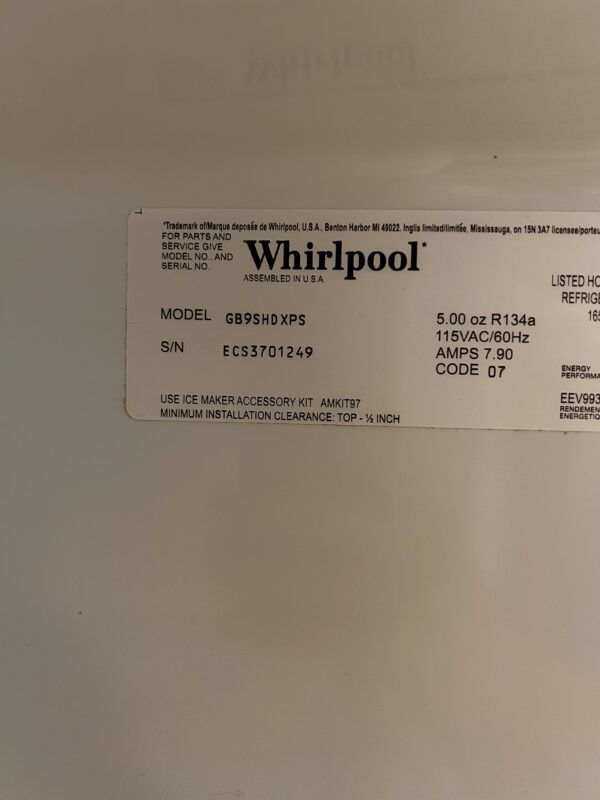 *Trademark of/Marque deposée de Whirlpool, U.S.A., Benton Harbor MI 49022. Inglis limited/limitée, Mississauga, on 15N 3A7 licensee/porteu
FOR PARTS AND
SERVICE GIVE
MODEL NO., AND
SERIAL NO.
Whirlpool*
ASSEMBLED IN U.S.A.
LISTED HO
REFRIGE
165
MODEL GB9SHDXPS
S/N ECS3701249
5.00 oz R134a
115VAC/60Hz
AMPS 7.90
CODE 07
ENERGY
PERFORMA
EEV993
RENDEMEN
ENERGETIQ
USE ICE MAKER ACCESSORY KIT AMKIT97
MINIMUM INSTALLATION CLEARANCE: TOP - ½ INCH